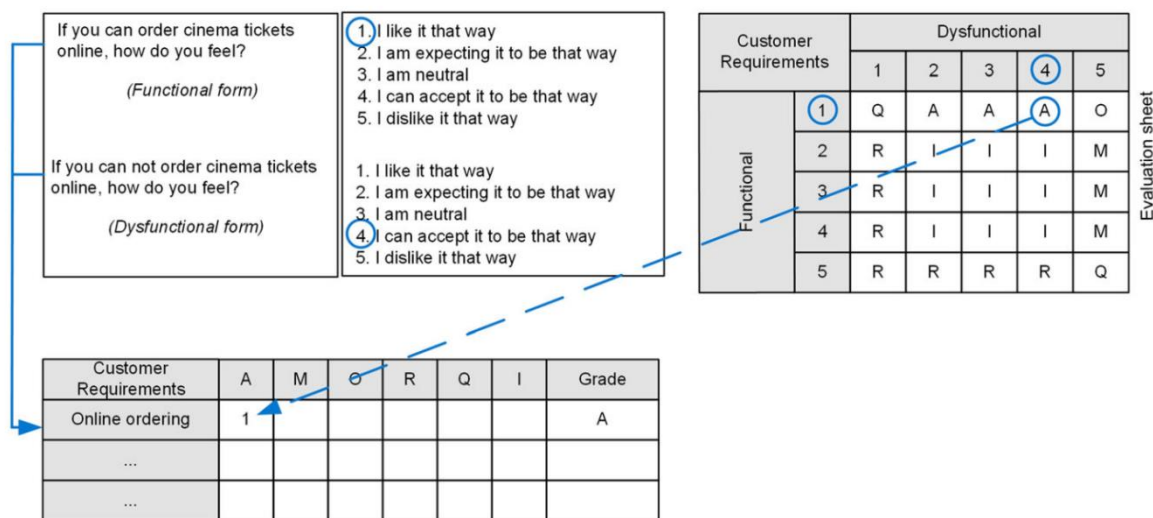 If you can order cinema tickets
online, how do you feel?
(Functional form)
If you can not order cinema tickets
online, how do you feel?
(Dysfunctional form)
1. I like it that way
2. I am expecting it to be that way
3. I am neutral
4. I can accept it to be that way
5. I dislike it that way
1. I like it that way
2. I am expecting it to be that way
3. I am neutral
4. I can accept it to be that way
5. I dislike it that way
Customer
Requirements
Dysfunctional
1 2 3 4 5
Functional
1 Q A A A O
2 R I I I M
3 R I I I M
4 R I I I M
5 R R R R Q
Evaluation sheet
Customer
Requirements
A M O R Q I Grade
Online ordering 1 A
...
...